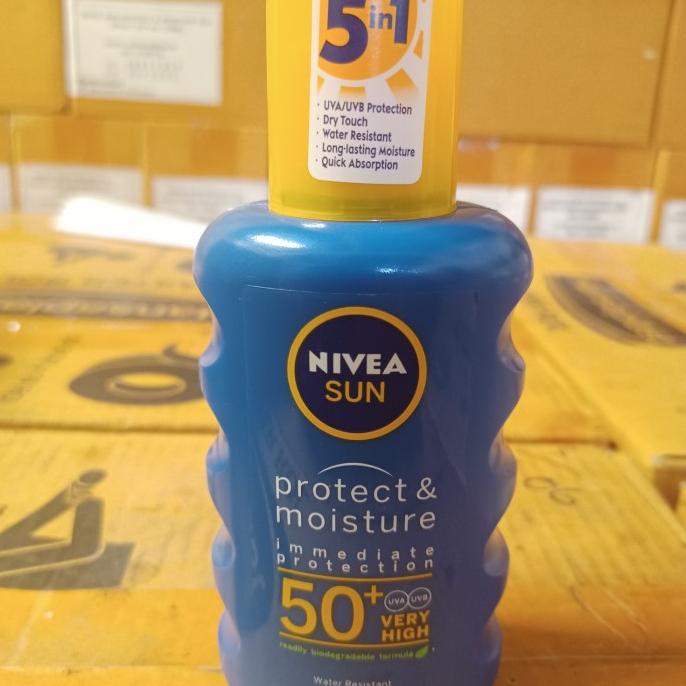 5in1
· UVA/UVB Protection
· Dry Touch
· Water Resistant
· Long-lasting Moisture
· Quick Absorption
NIVEA
SUN
protect &
moisture
immediate
protection
50+ UVA UVB
VERY
HIGH
readily biodegradable formula
Water Resistant